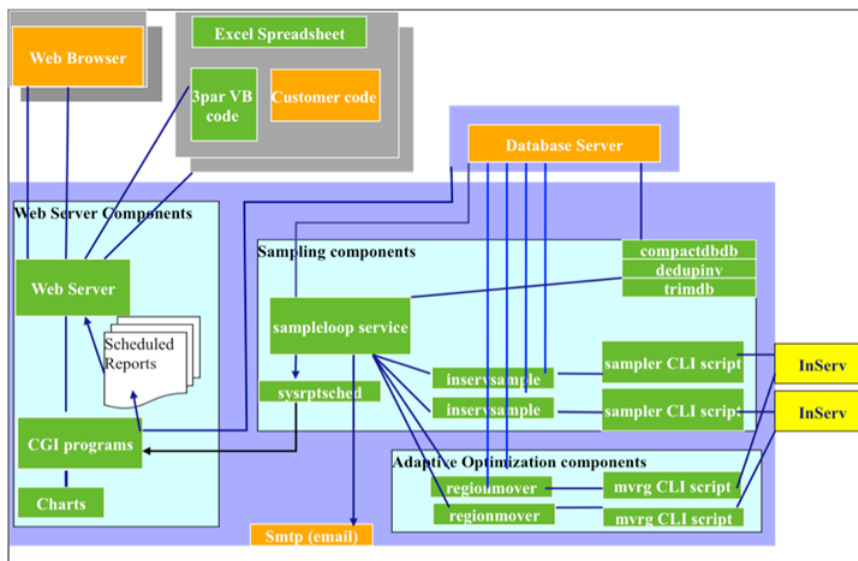 Excel Spreadsheet
Web Browser
3par VB
code
Customer code
Database Server
Web Server Components
Sampling components
compactdbdb
dedupinv
trimdb
Web Server
sampleloop service
Scheduled
Reports
sampler CLI script
InServ
inservsample
sysrptsched
inservsample
sampler CLI script
InServ
CGI programs
Adaptive Optimization components
regionmover
mvrg CLI script
Charts
regionmover
mvrg CLI script
Smtp (email)